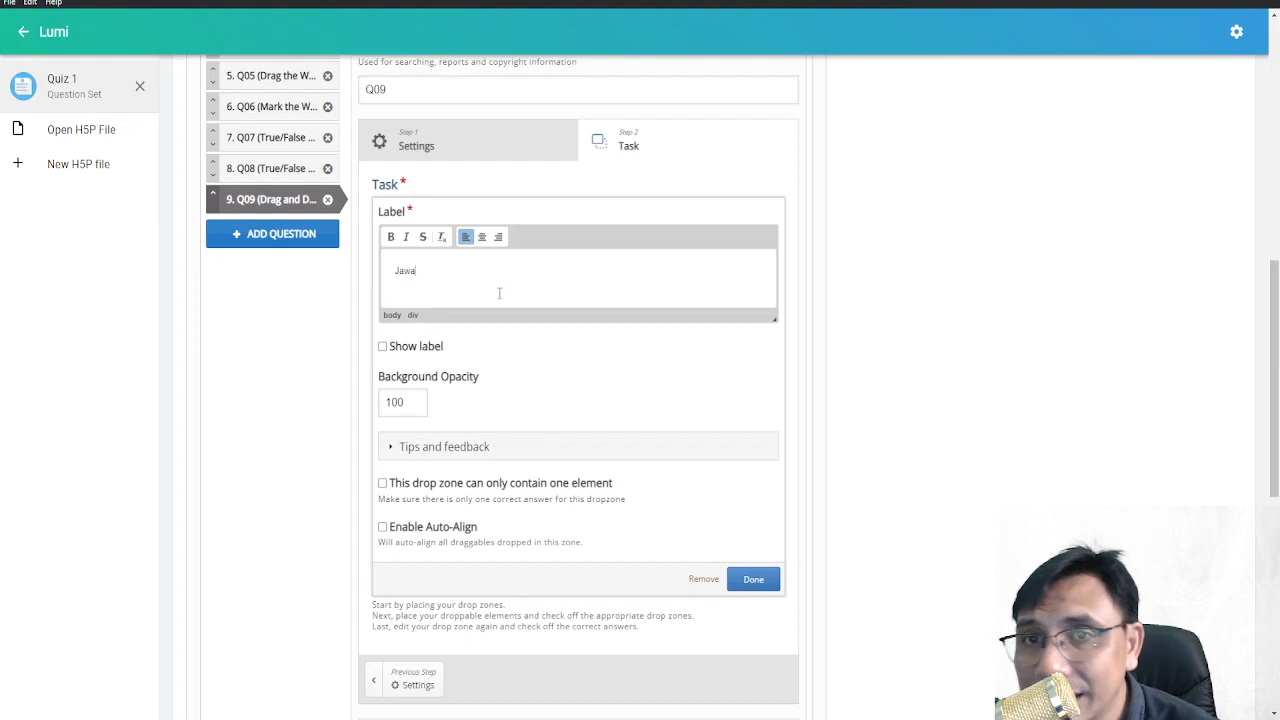 File Edit Help
Lumi
Quiz 1
Question Set
Open H5P File
New H5P file
5. Q05 (Drag the W...
6. Q06 (Mark the W...
7. Q07 (True/False ...
8. Q08 (True/False ...
9. Q09 (Drag and D...
ADD QUESTION
Used for searching, reports and copyright information
Q09
Step 1
Settings
Step 2
Task
Task *
Label *
B I S Tx
Jawa
body div
Show label
Background Opacity
100
Tips and feedback
This drop zone can only contain one element
Make sure there is only one correct answer for this dropzone
Enable Auto-Align
Will auto-align all draggables dropped in this zone.
Remove
Done
Start by placing your drop zones.
Next, place your droppable elements and check off the appropriate drop zones.
Last, edit your drop zone again and check off the correct answers.
Previous Step
Settings